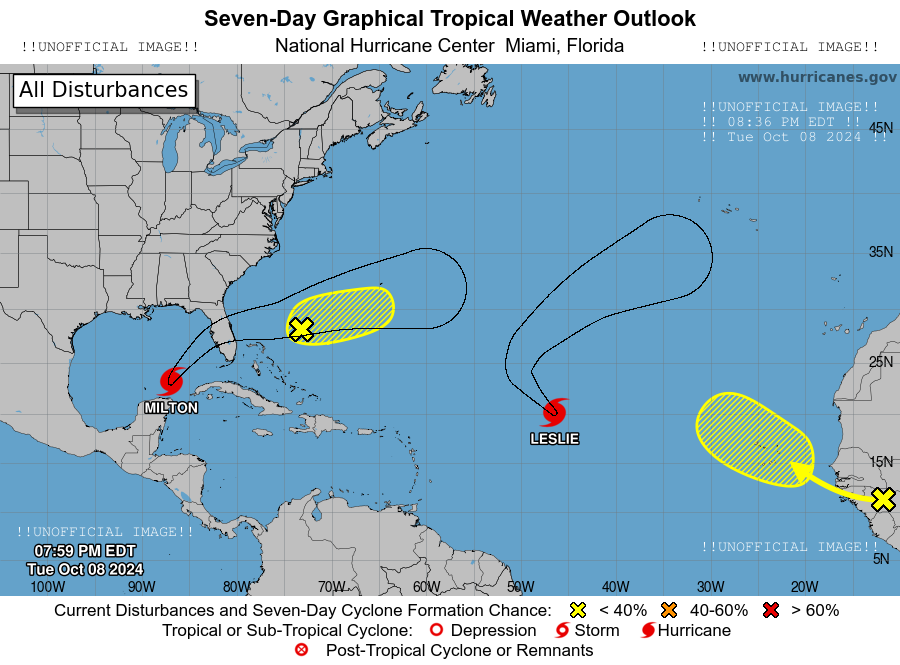 Seven-Day Graphical Tropical Weather Outlook
!!UNOFFICIAL IMAGE!! National Hurricane Center  Miami, Florida !!UNOFFICIAL IMAGE!!
All Disturbances
www.hurricanes.gov
!!UNOFFICIAL IMAGE!!
!! 08:36 PM EDT !!
!! Tue Oct 08 2024 !!
45N
35N
25N
MILTON
LESLIE
15N
!!UNOFFICIAL IMAGE!!
07:59 PM EDT
Tue Oct 08 2024
!!UNOFFICIAL IMAGE!!
5N
100W 90W 80W 70W 60W 50W 40W 30W 20W
Current Disturbances and Seven-Day Cyclone Formation Chance: < 40% 40-60% > 60%
Tropical or Sub-Tropical Cyclone: Depression Storm Hurricane
Post-Tropical Cyclone or Remnants